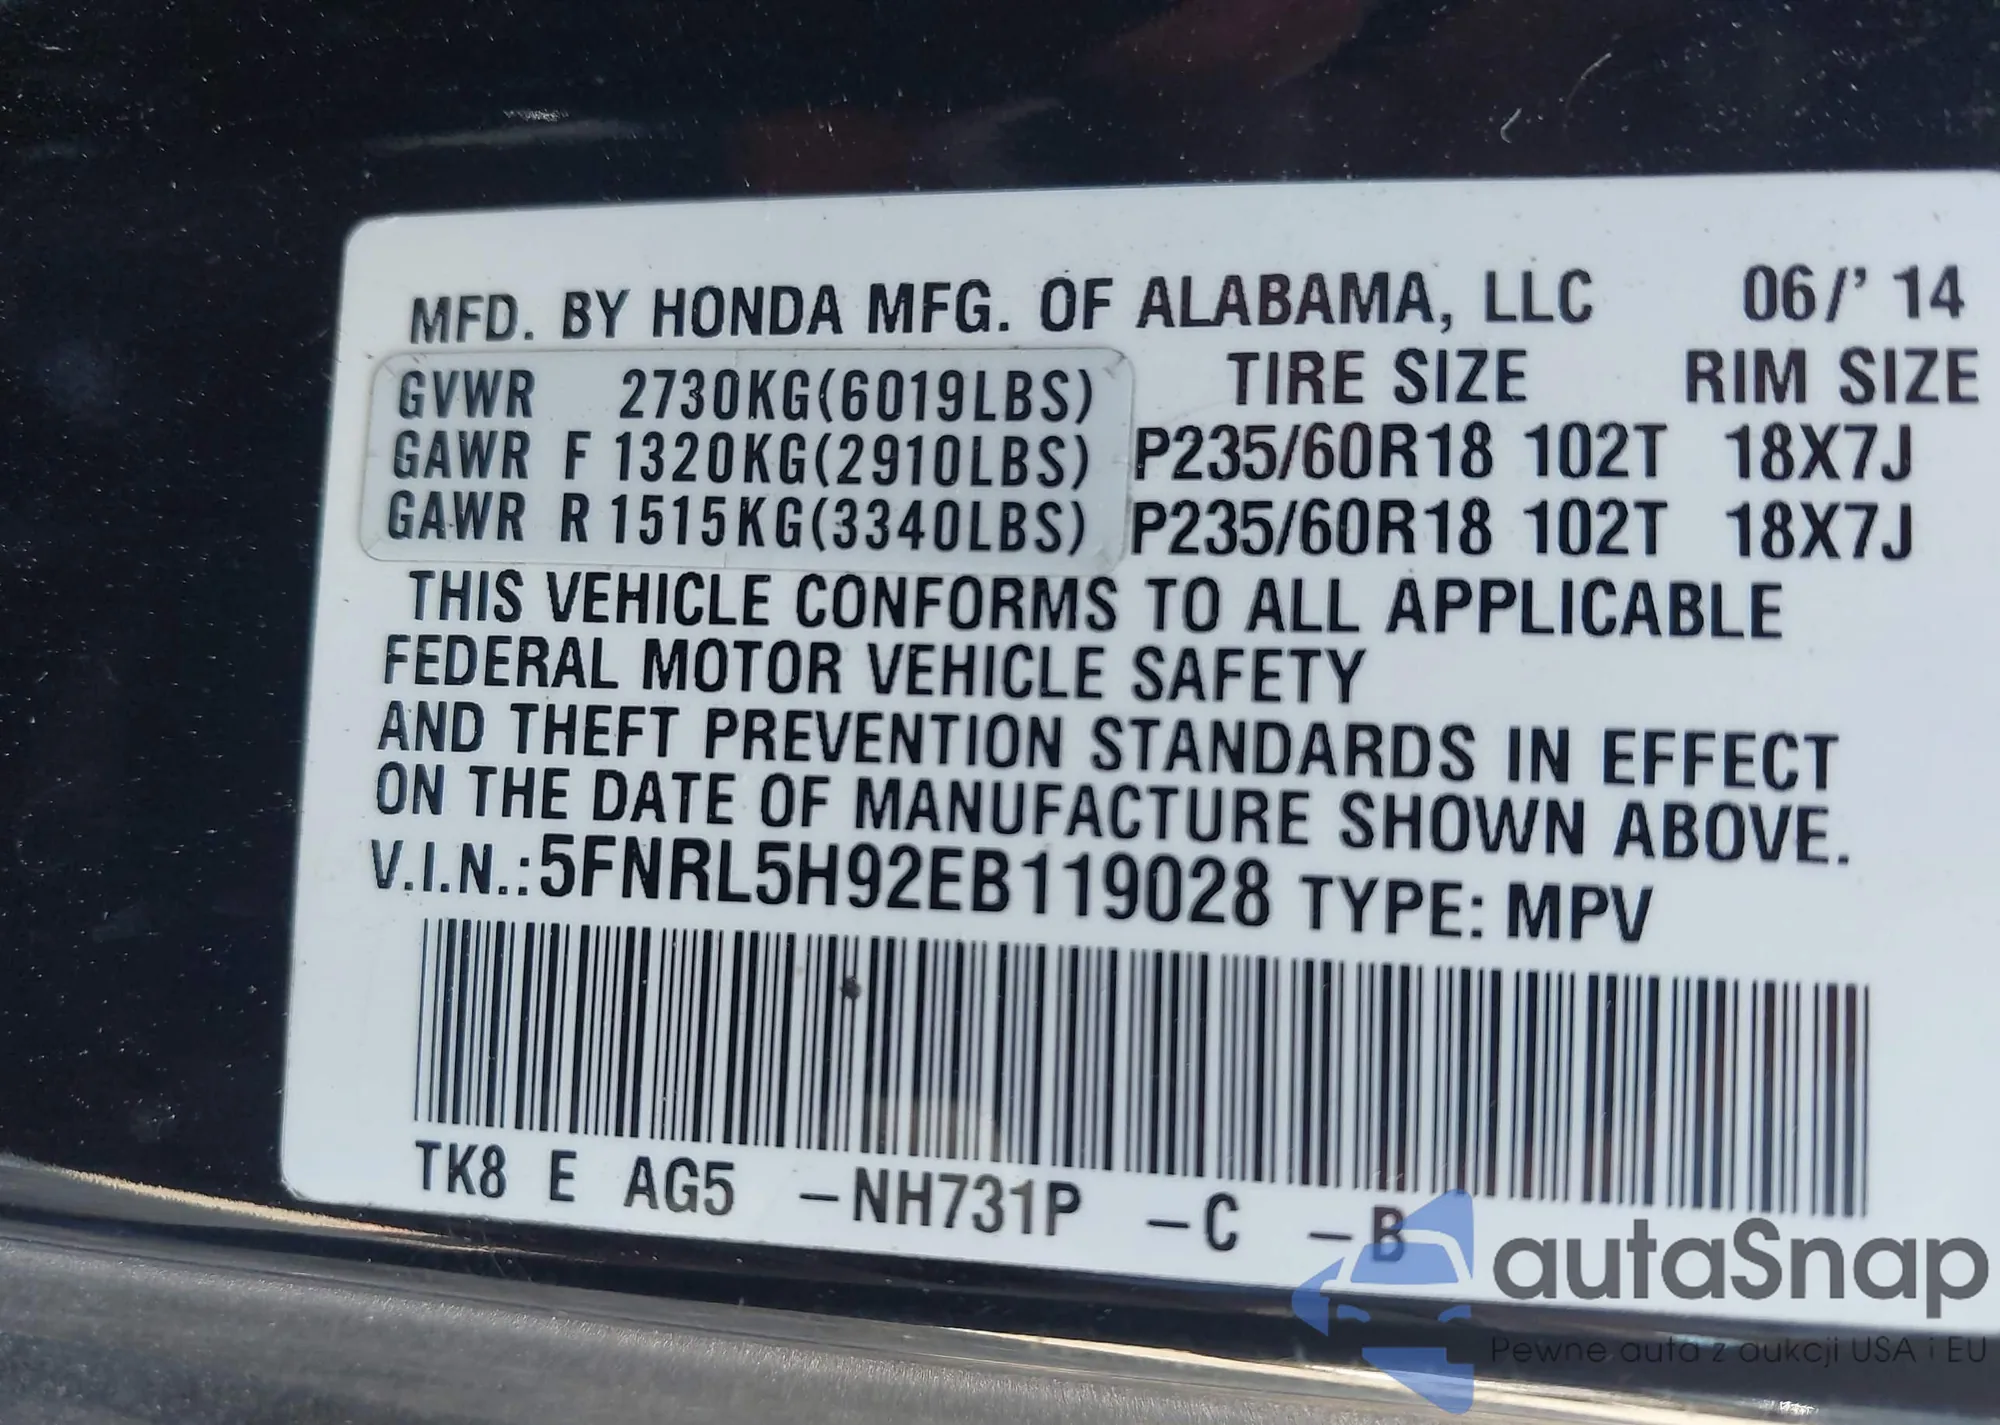 MFD. BY HONDA MFG. OF ALABAMA, LLC 06/'14
TIRE SIZE RIM SIZE
GVWR 2730KG(6019LBS)
GAWR F 1320KG(2910LBS) P235/60R18 102T 18X7J
GAWR R 1515KG(3340LBS) P235/60R18 102T 18X7J
THIS VEHICLE CONFORMS TO ALL APPLICABLE
FEDERAL MOTOR VEHICLE SAFETY
AND THEFT PREVENTION STANDARDS IN EFFECT
ON THE DATE OF MANUFACTURE SHOWN ABOVE.
V.I.N.:5FNRL5H92EB119028 TYPE: MPV
TK8 E AG5 -NH731P -C -B
autaSnap
Pewne auta z aukcji USA i EU